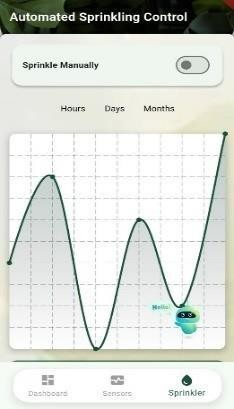 Automated Sprinkling Control
Sprinkle Manually
Hours Days Months
Hello!
Dashboard Sensors Sprinkler